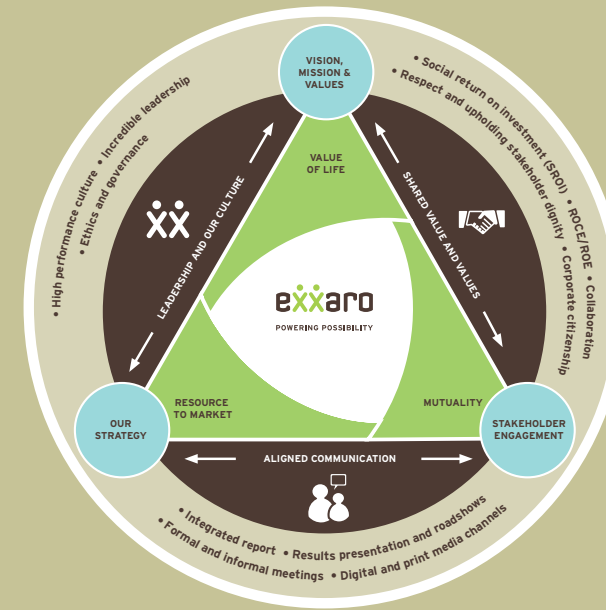 VISION,
MISSION &
VALUES
• High performance culture • Incredible leadership
• Ethics and governance
• Social return on investment (SROI) • ROCE/ROE • Collaboration
• Respect and upholding stakeholder dignity • Corporate citizenship
LEADERSHIP AND OUR CULTURE
SHARED VALUE AND VALUES
VALUE
OF LIFE
exxaro
POWERING POSSIBILITY
RESOURCE
TO MARKET
MUTUALITY
OUR
STRATEGY
STAKEHOLDER
ENGAGEMENT
ALIGNED COMMUNICATION
• Integrated report • Results presentation and roadshows
• Formal and informal meetings • Digital and print media channels